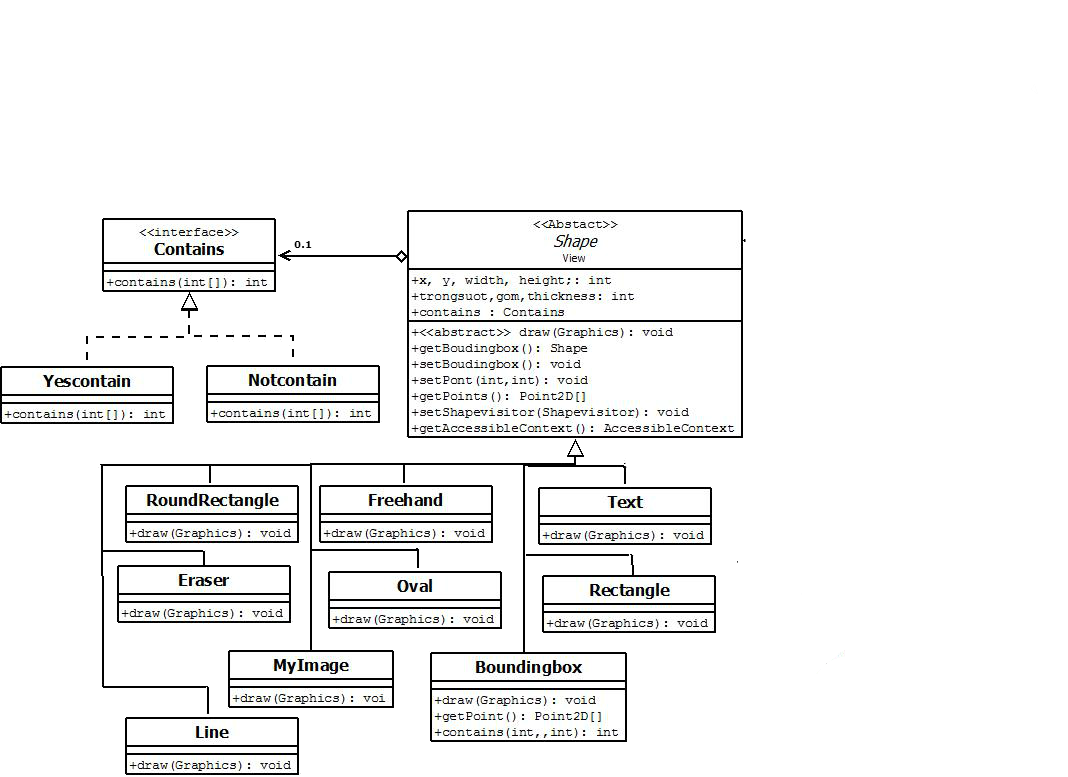 <<interface>>
Contains
+contains(int[]): int
0.1
<<Abstact>>
Shape
View
+x, y, width, height;: int
+trongsuot,gom,thickness: int
+contains : Contains
+<<abstract>> draw(Graphics): void
+getBoudingbox(): Shape
+setBoudingbox(): void
+setPont(int,int): void
+getPoints(): Point2D[]
+setShapevisitor(Shapevisitor): void
+getAccessibleContext(): AccessibleContext
Yescontain
+contains(int[]): int
Notcontain
+contains(int[]): int
RoundRectangle
+draw(Graphics): void
Freehand
+draw(Graphics): void
Text
+draw(Graphics): void
Eraser
+draw(Graphics): void
Oval
+draw(Graphics): void
Rectangle
+draw(Graphics): void
MyImage
+draw(Graphics): voi
Boundingbox
+draw(Graphics): void
+getPoint(): Point2D[]
+contains(int,,int): int
Line
+draw(Graphics): void